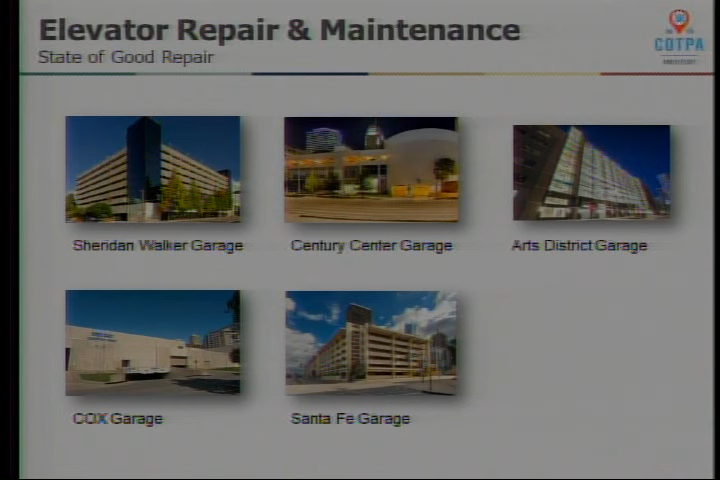 Elevator Repair & Maintenance
State of Good Repair
COTPA
Sheridan Walker Garage
Century Center Garage
Arts District Garage
COX Garage
Santa Fe Garage